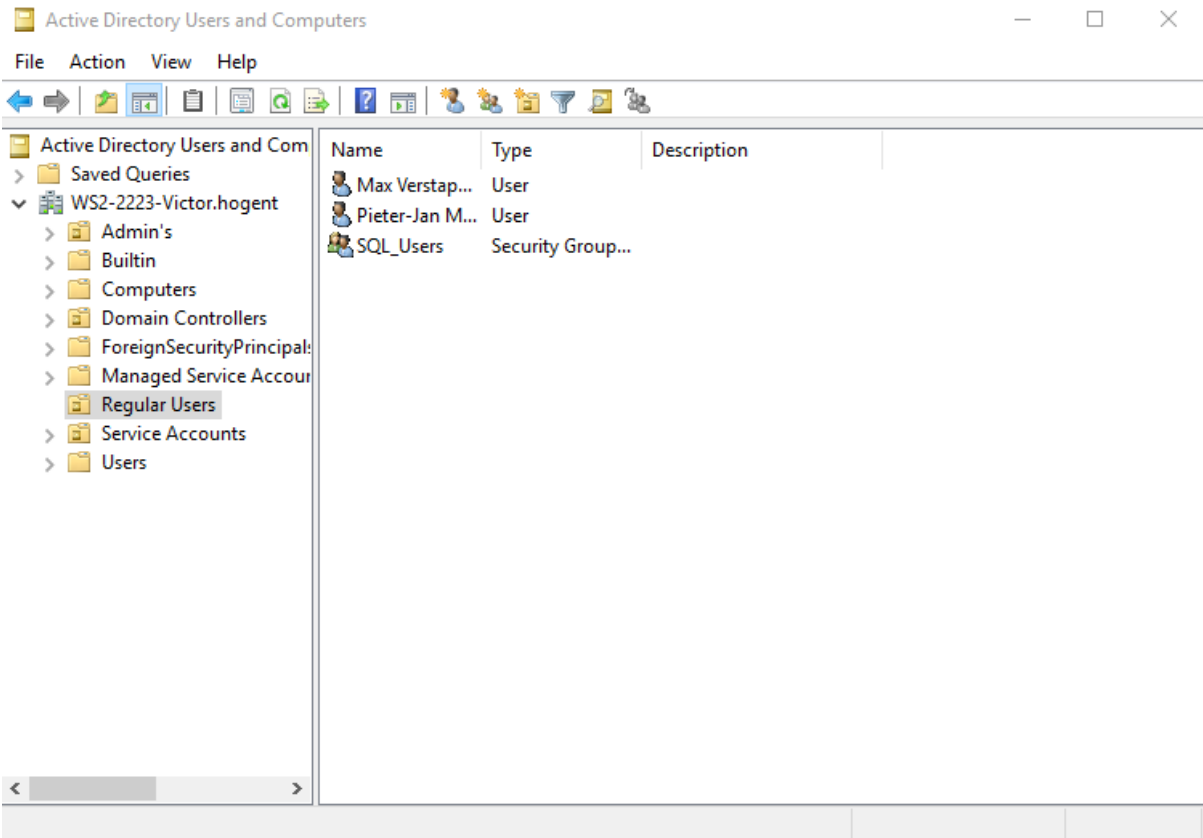 Active Directory Users and Computers
File Action View Help
Active Directory Users and Com
Saved Queries
WS2-2223-Victor.hogent
Admin's
Builtin
Computers
Domain Controllers
ForeignSecurityPrincipals
Managed Service Accour
Regular Users
Service Accounts
Users
Name Type Description
Max Verstap... User
Pieter-Jan M... User
SQL_Users Security Group...